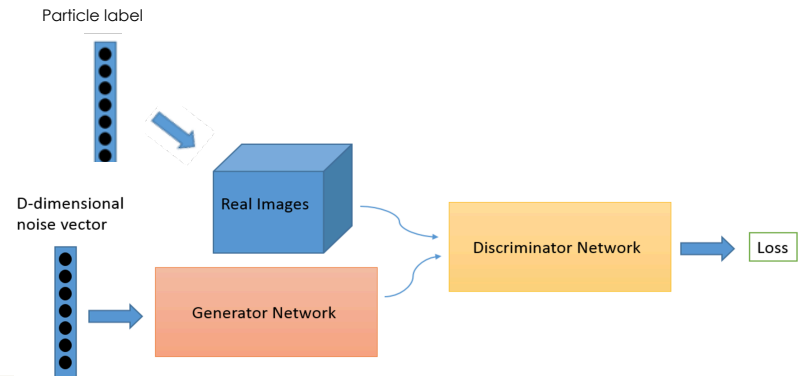 Particle label
D-dimensional
noise vector
Real Images
Generator Network
Discriminator Network
Loss